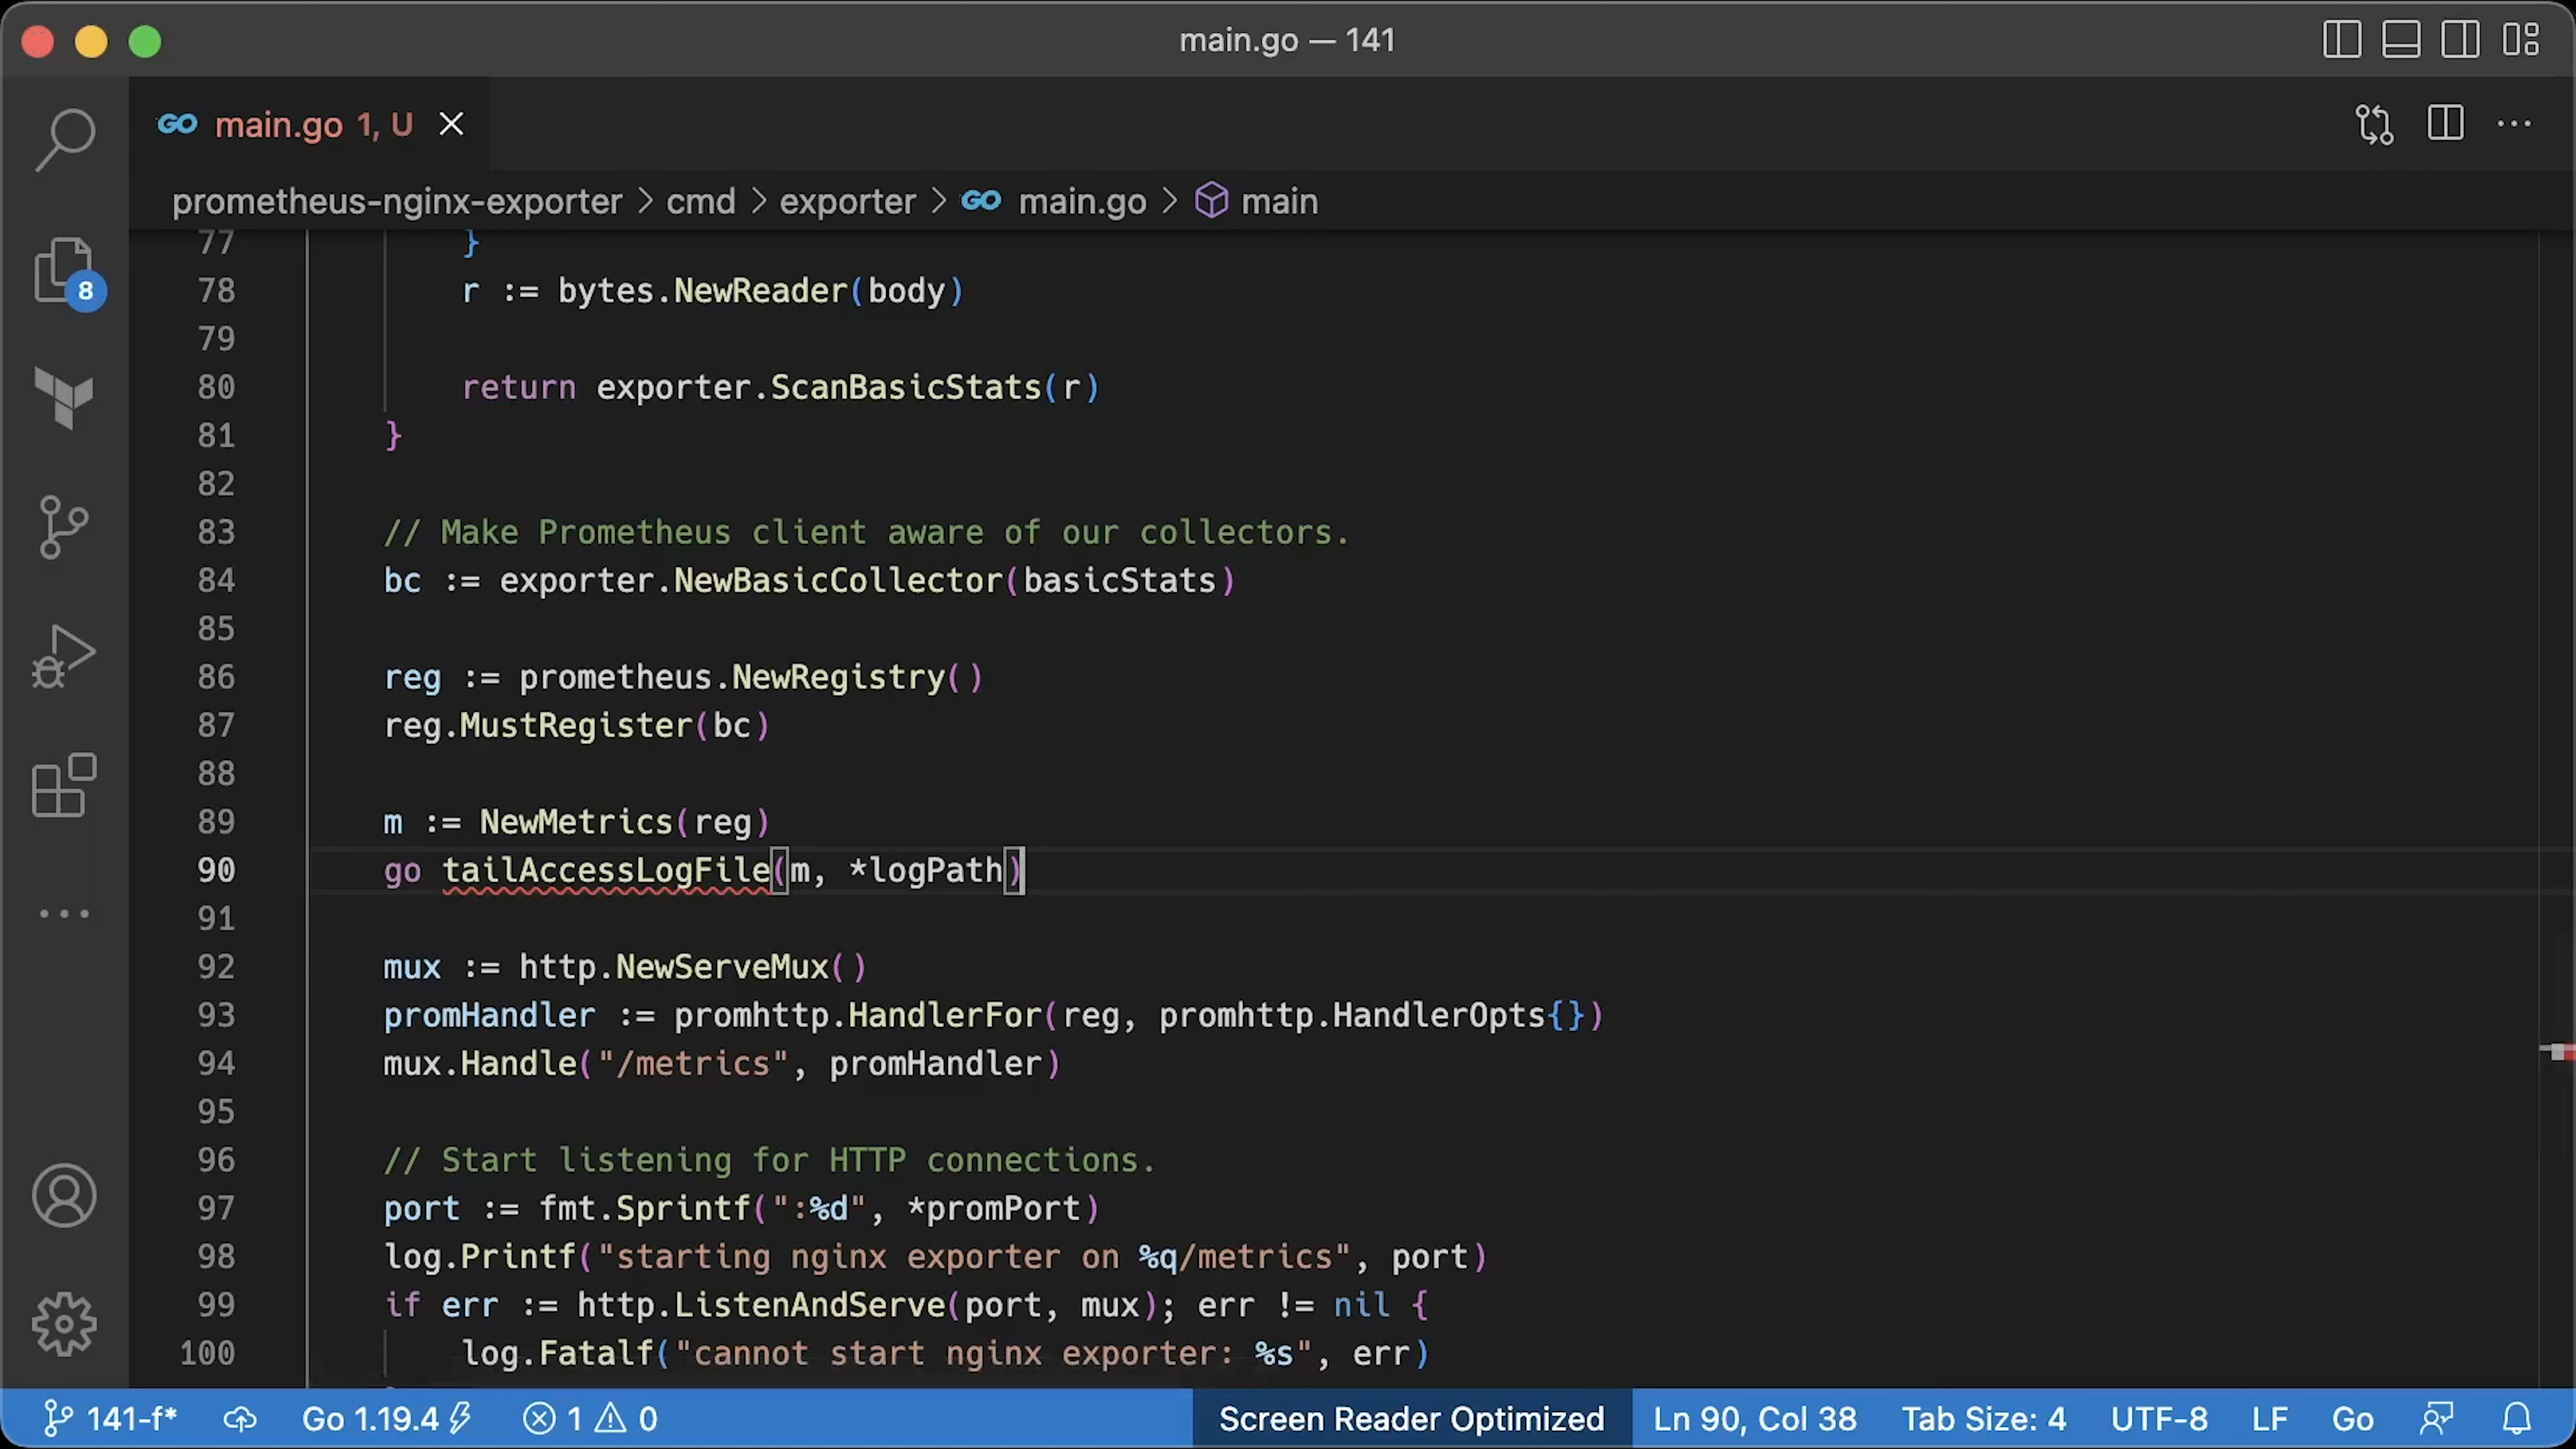 main.go — 141
GO main.go 1, U
prometheus-nginx-exporter > cmd > exporter > GO main.go > main
8
77 }
78 r := bytes.NewReader(body)
79
80 return exporter.ScanBasicStats(r)
81 }
82
83 // Make Prometheus client aware of our collectors.
84 bc := exporter.NewBasicCollector(basicStats)
85
86 reg := prometheus.NewRegistry()
87 reg.MustRegister(bc)
88
89 m := NewMetrics(reg)
90 go tailAccessLogFile(m, *logPath)
91
92 mux := http.NewServeMux()
93 promHandler := promhttp.HandlerFor(reg, promhttp.HandlerOpts{})
94 mux.Handle("/metrics", promHandler)
95
96 // Start listening for HTTP connections.
97 port := fmt.Sprintf(":%d", *promPort)
98 log.Printf("starting nginx exporter on %q/metrics", port)
99 if err := http.ListenAndServe(port, mux); err != nil {
100 log.Fatalf("cannot start nginx exporter: %s", err)
141-f* Go 1.19.4 1 0 Screen Reader Optimized Ln 90, Col 38 Tab Size: 4 UTF-8 LF Go